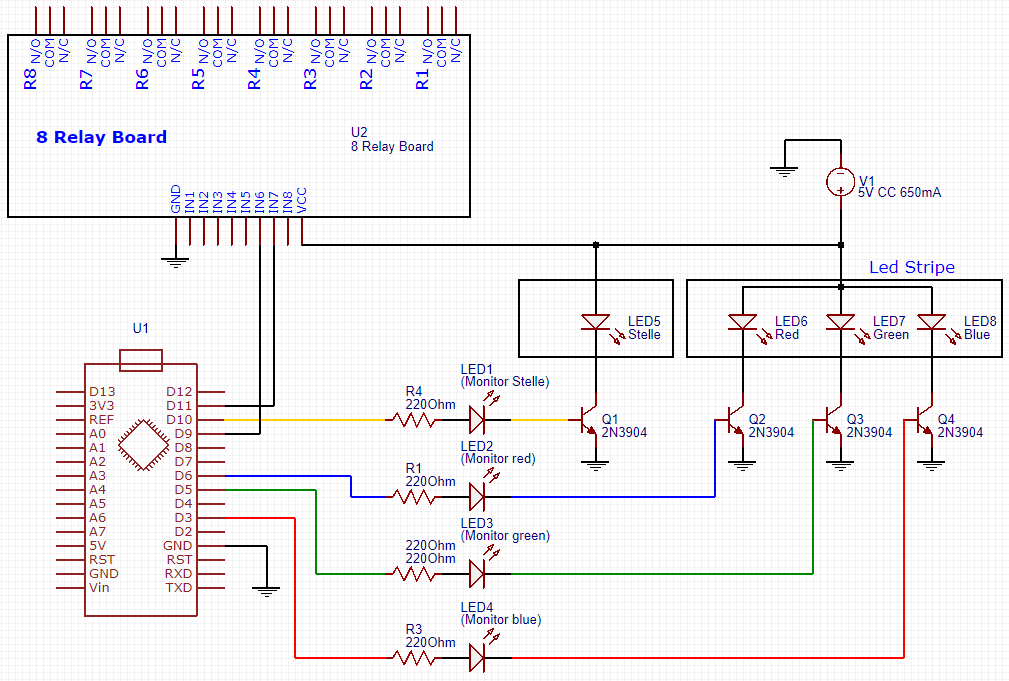 N/O COM N/C N/O COM N/C N/O COM N/C N/O COM N/C N/O COM N/C N/O COM N/C N/O COM N/C N/O COM N/C
R8 R7 R6 R5 R4 R3 R2 R1
8 Relay Board
U2
8 Relay Board
GND IN1 IN2 IN3 IN4 IN5 IN6 IN7 IN8 VCC
V1
5V CC 650mA
Led Stripe
LED5
Stelle
LED6
Red
LED7
Green
LED8
Blue
U1
D13 D12
3V3 D11
REF D10
A0 D9
A1 D8
A2 D7
A3 D6
A4 D5
A5 D4
A6 D3
A7 D2
5V GND
RST RST
GND RXD
Vin TXD
R4
220Ohm
LED1
(Monitor Stelle)
Q1
2N3904
Q2
2N3904
Q3
2N3904
Q4
2N3904
R1
220Ohm
LED2
(Monitor red)
220Ohm
220Ohm
LED3
(Monitor green)
R3
220Ohm
LED4
(Monitor blue)